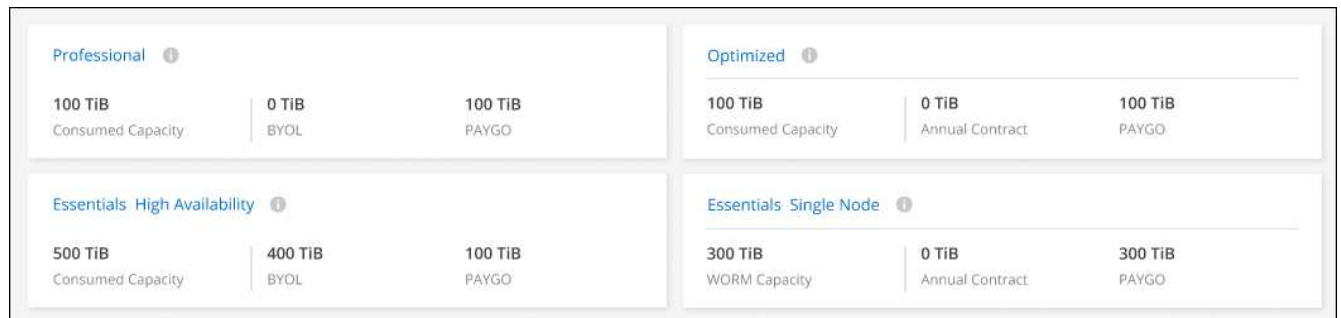 Professional
100 TiB 0 TiB 100 TiB
Consumed Capacity BYOL PAYGO
Optimized
100 TiB 0 TiB 100 TiB
Consumed Capacity Annual Contract PAYGO
Essentials High Availability
500 TiB 400 TiB 100 TiB
Consumed Capacity BYOL PAYGO
Essentials Single Node
300 TiB 0 TiB 300 TiB
WORM Capacity Annual Contract PAYGO